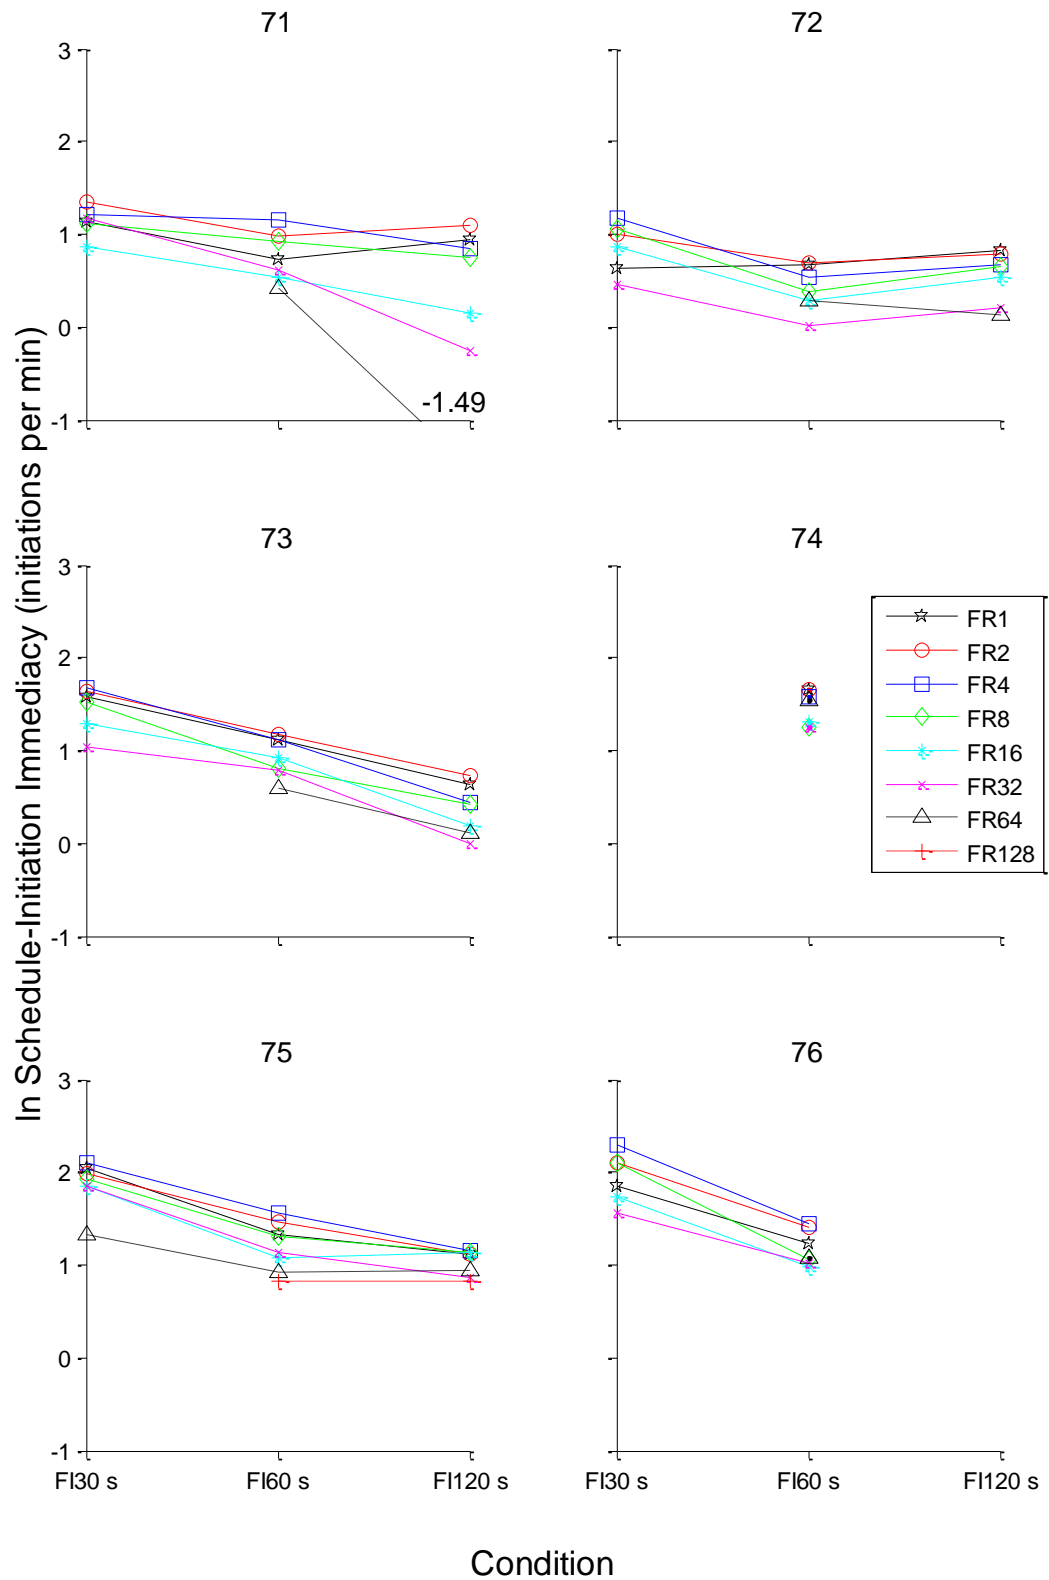 71
72
3
2
1
0
-1
-1.49
73
74
3
2
1
0
-1
FR1
FR2
FR4
FR8
FR16
FR32
FR64
FR128
ln Schedule-Initiation Immediacy (initiations per min)
75
76
3
2
1
0
-1
FI30 s
FI60 s
FI120 s
FI30 s
FI60 s
FI120 s
Condition